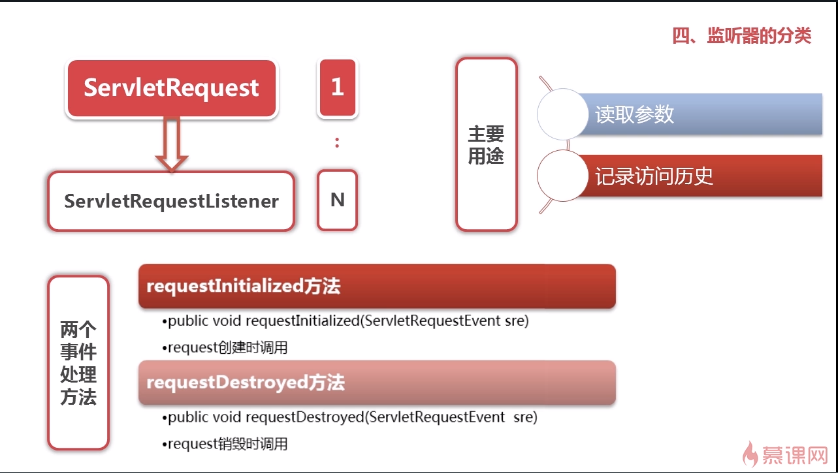 四、监听器的分类
ServletRequest
1
:
ServletRequestListener
N
主要
用途
读取参数
记录访问历史
两个
事件
处理
方法
requestInitialized方法
•public void requestInitialized(ServletRequestEvent sre)
•request创建时调用
requestDestroyed方法
•public void requestDestroyed(ServletRequestEvent  sre)
•request销毁时调用
慕课网